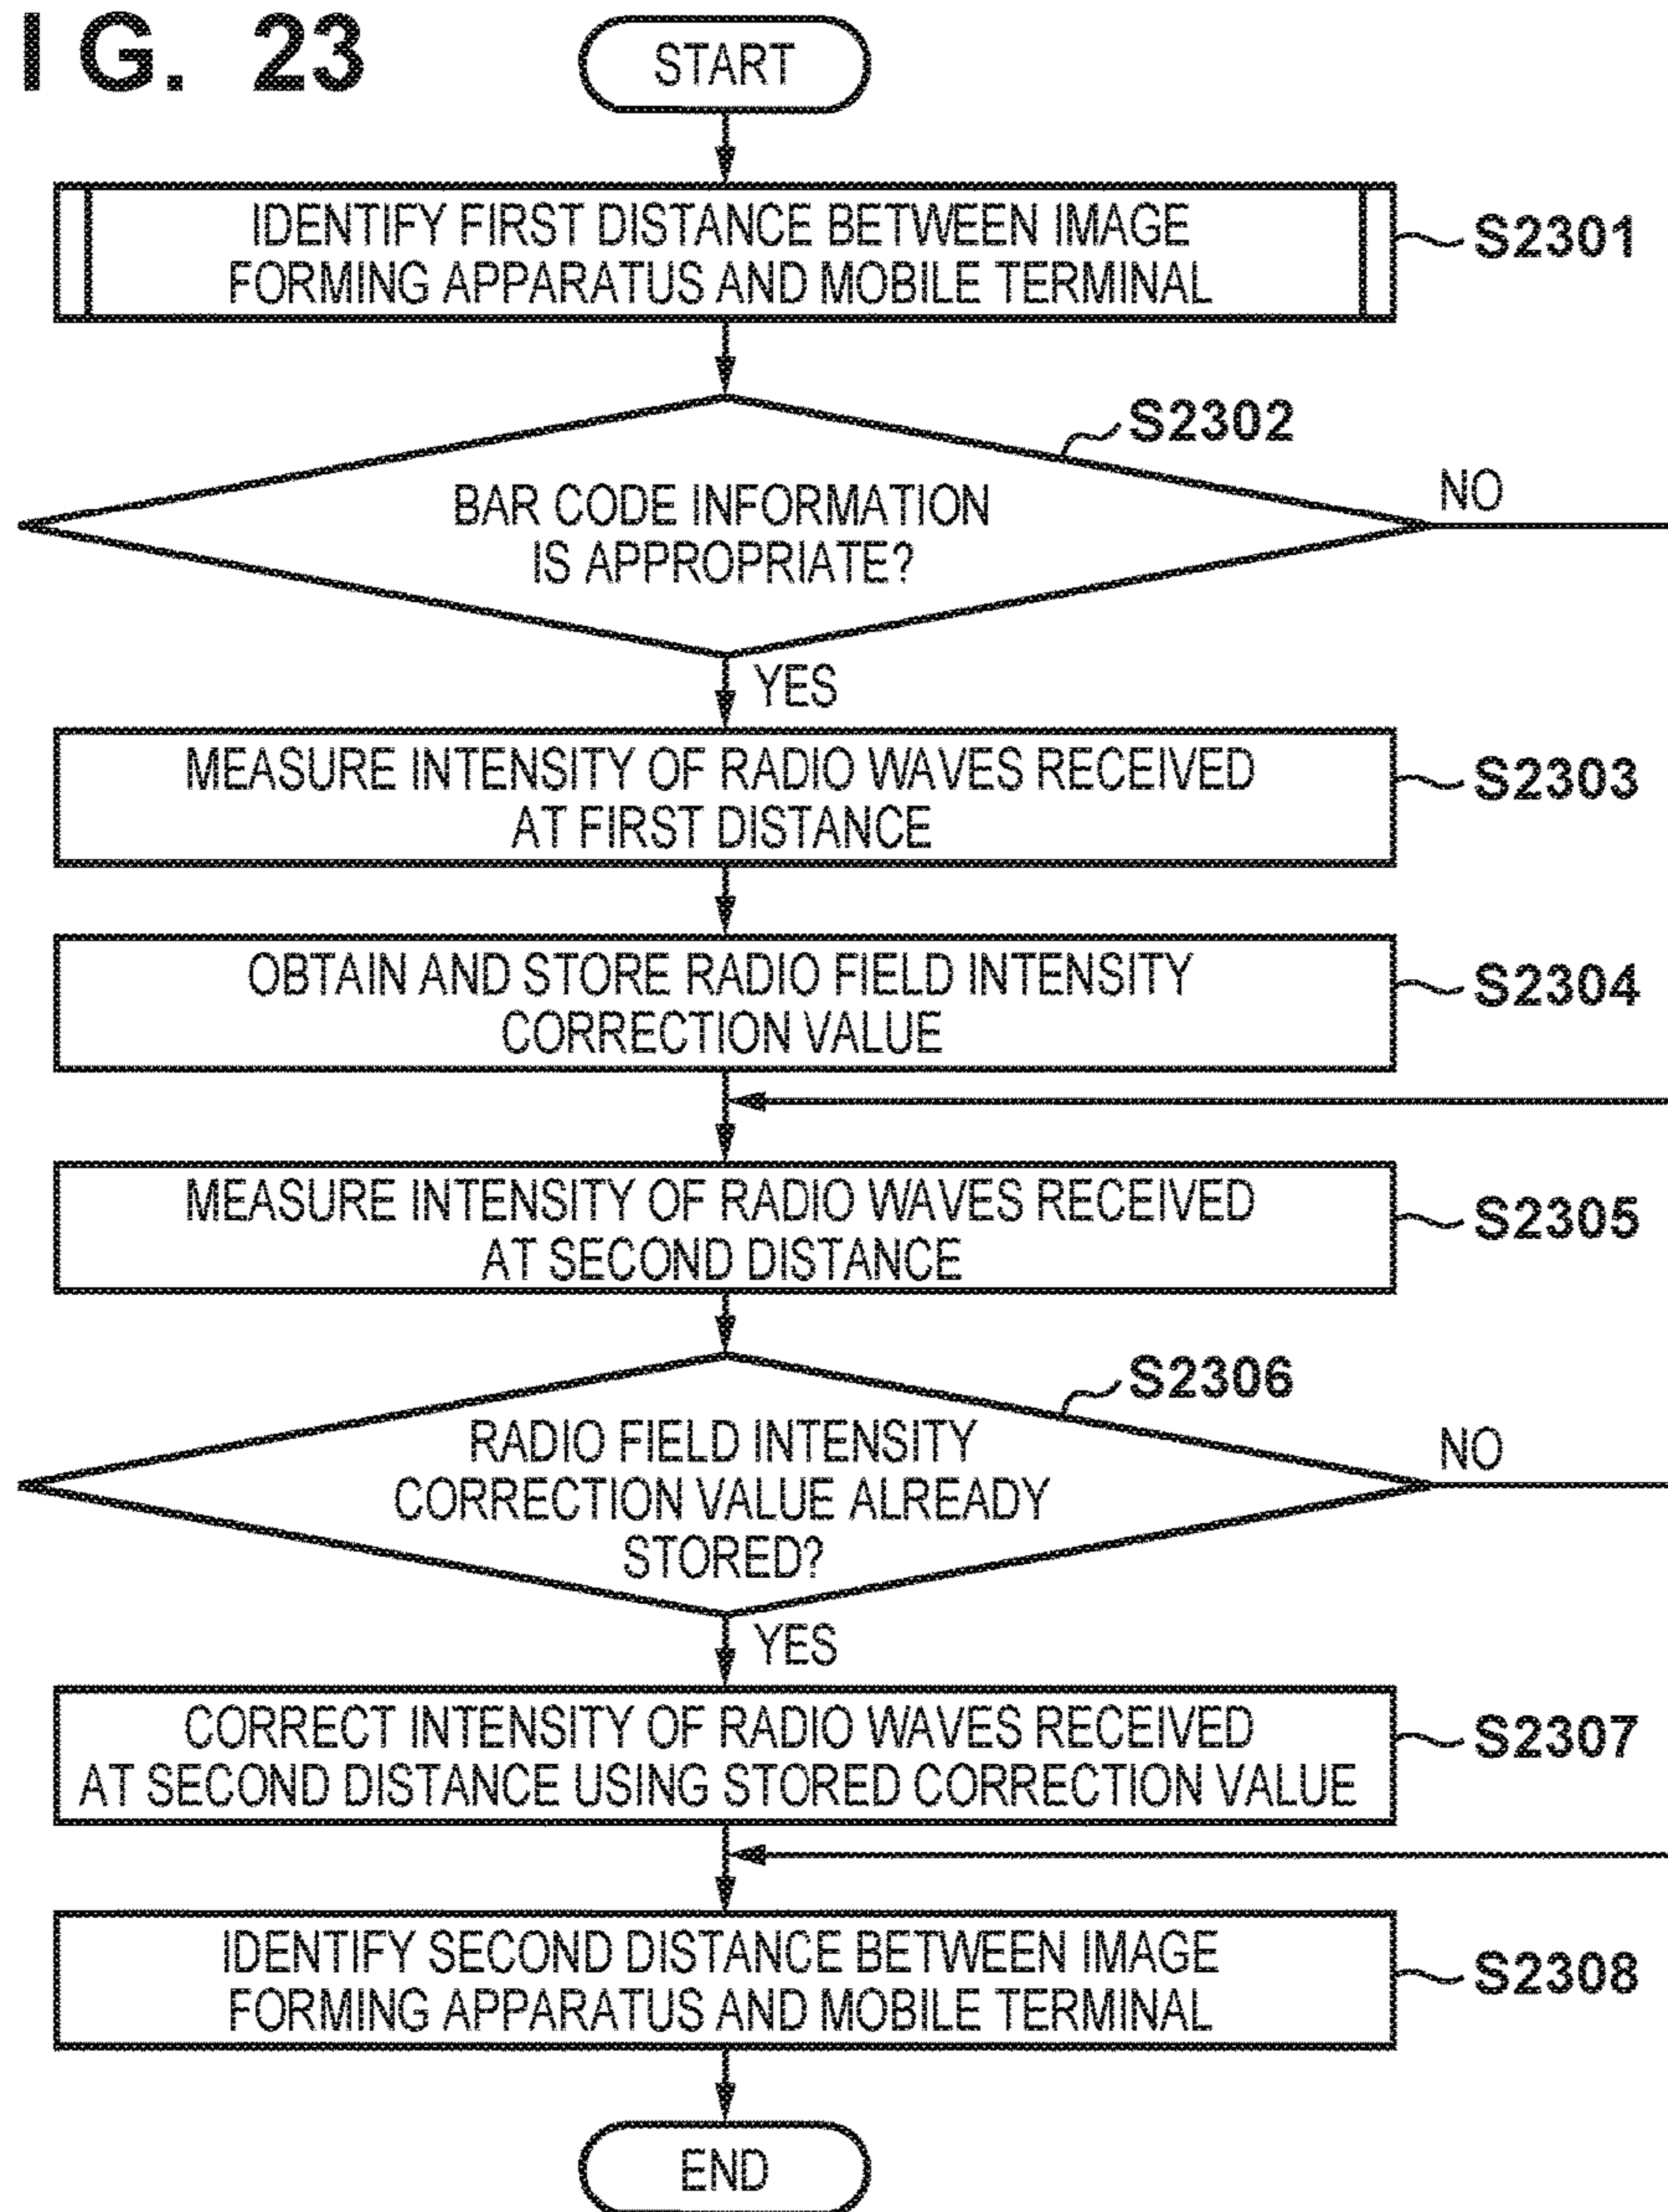 IG. 23
START
IDENTIFY FIRST DISTANCE BETWEEN IMAGE
FORMING APPARATUS AND MOBILE TERMINAL
S2301
S2302
BAR CODE INFORMATION
IS APPROPRIATE?
NO
YES
MEASURE INTENSITY OF RADIO WAVES RECEIVED
AT FIRST DISTANCE
S2303
OBTAIN AND STORE RADIO FIELD INTENSITY
CORRECTION VALUE
S2304
MEASURE INTENSITY OF RADIO WAVES RECEIVED
AT SECOND DISTANCE
S2305
S2306
RADIO FIELD INTENSITY
CORRECTION VALUE ALREADY
STORED?
NO
YES
CORRECT INTENSITY OF RADIO WAVES RECEIVED
AT SECOND DISTANCE USING STORED CORRECTION VALUE
S2307
IDENTIFY SECOND DISTANCE BETWEEN IMAGE
FORMING APPARATUS AND MOBILE TERMINAL
S2308
END